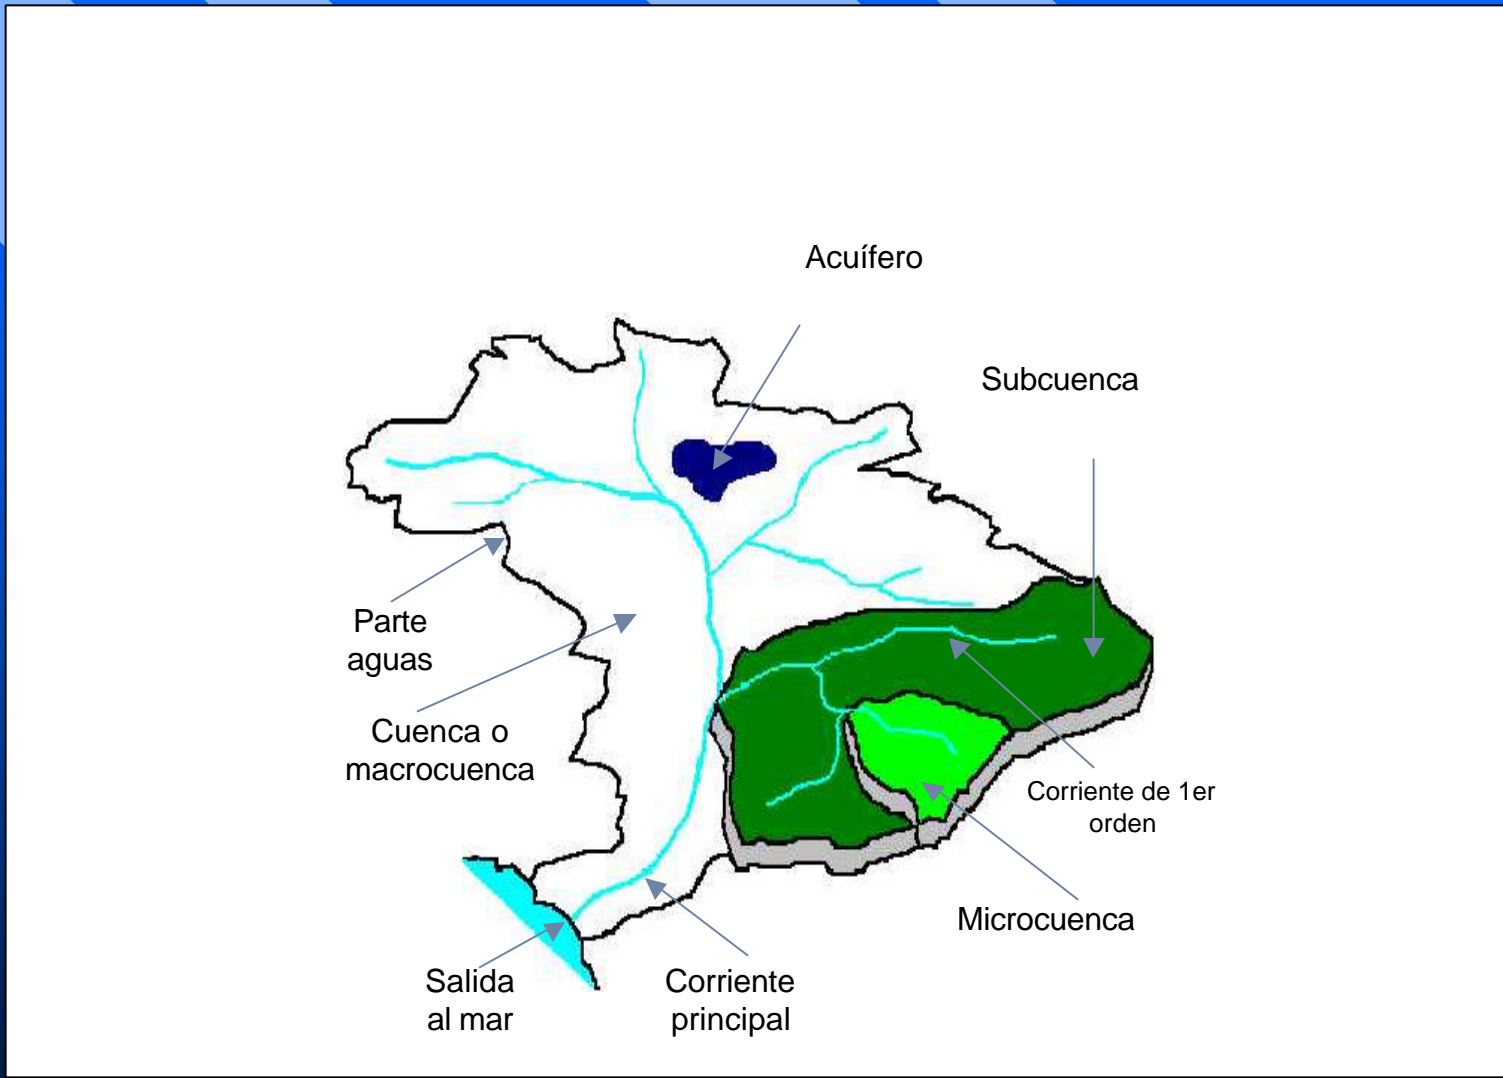 Acuífero
Subcuenca
Parte
aguas
Cuenca o
macrocuenca
Corriente de 1er
orden
Microcuenca
Salida
al mar
Corriente
principal